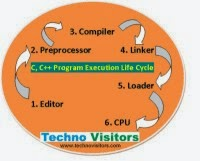 3. Compiler
2. Preprocessor
4. Linker
C, C++ Program Execution Life Cycle
5. Loader
1. Editor
6. CPU
Techno Visitors
www.technovisitors.com